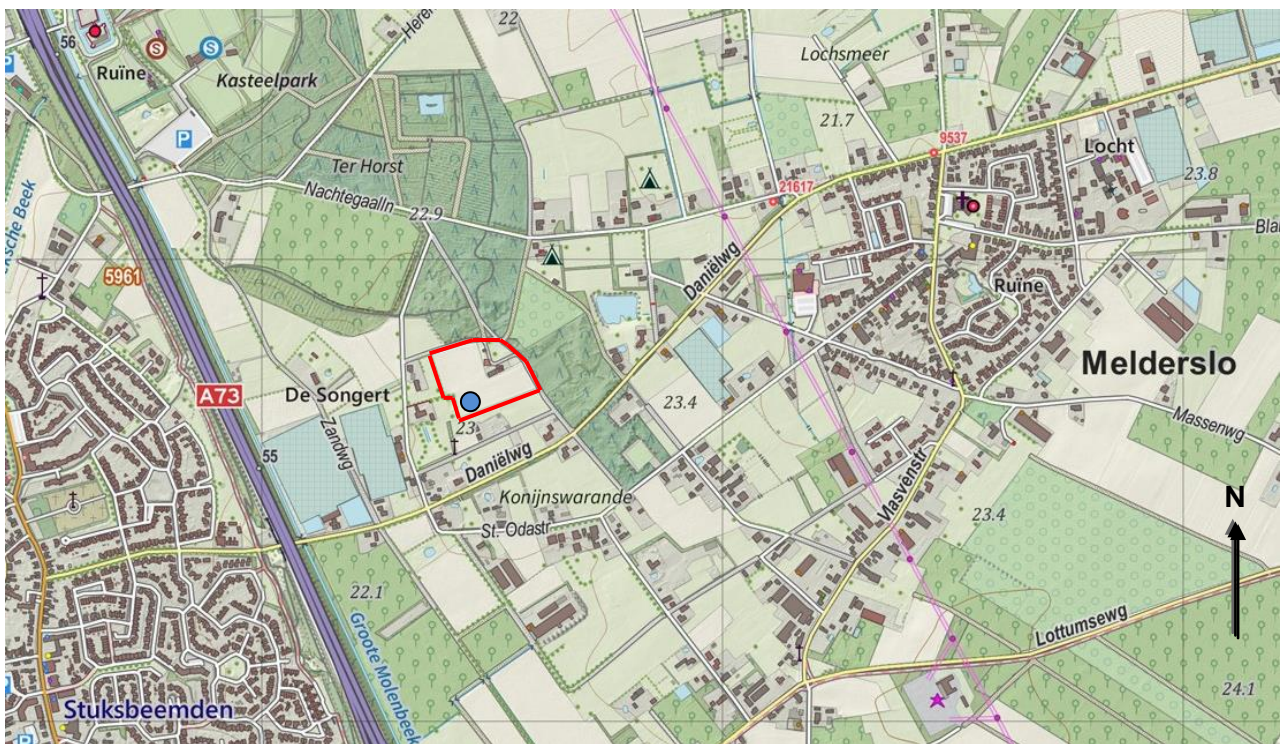 22
56
S
S
Ruïne
Kasteelpark
Lochsmeer
P
P
21.7
9537
Locht
Ter Horst
23.8
Nachtegaalln
22.9
21617
5961
Daniëlwg
Ruïne
Melderslo
A73
De Songert
23.4
Massenwg
23
Zandwg
55
Daniëlwg
Konijnswarande
St.-Odastr
Vlasvenstr
N
23.4
22.1
Groote Molenbeek
Lottumsewg
24.1
Stuksbeemden
P